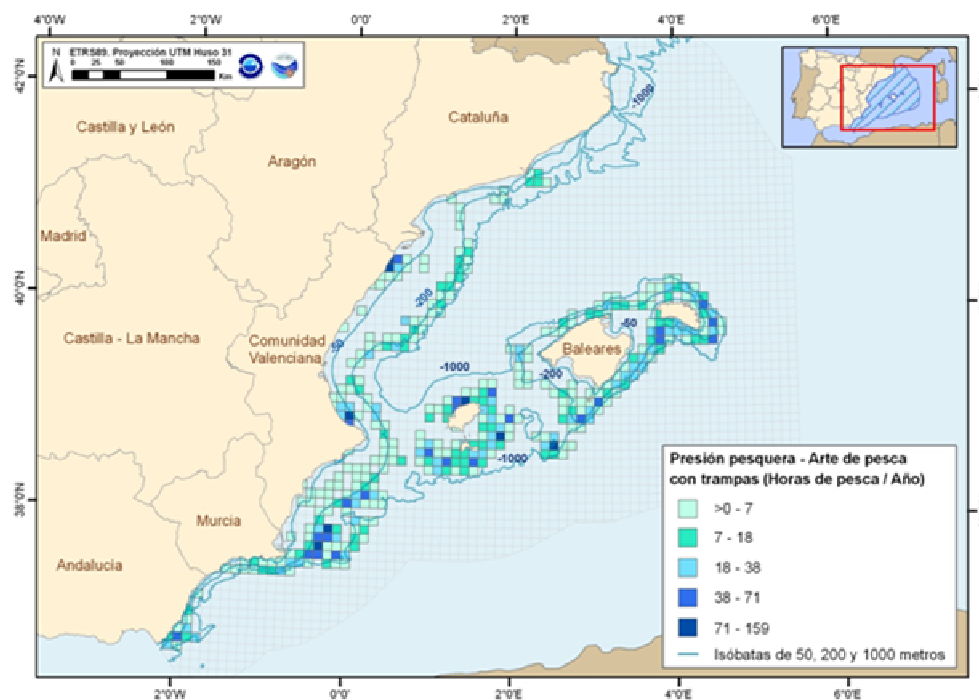 4°0'W 2°0'W 0°0' 2°0'E 4°0'E 6°0'E
N ETRS89. Proyección UTM Huso 31
0 25 50 100 150
Km
42°0'N
-1000
Cataluña
Castilla y León
Aragón
Madrid
40°0'N
-200
-50
Castilla - La Mancha
Comunidad
Valenciana
50
Baleares
-1000
-200
-1000
38°0'N
Murcia
Andalucia
Presión pesquera - Arte de pesca
con trampas (Horas de pesca / Año)
>0 - 7
7 - 18
18 - 38
38 - 71
71 - 159
Isóbatas de 50, 200 y 1000 metros
2°0'W 0°0' 2°0'E 4°0'E 6°0'E